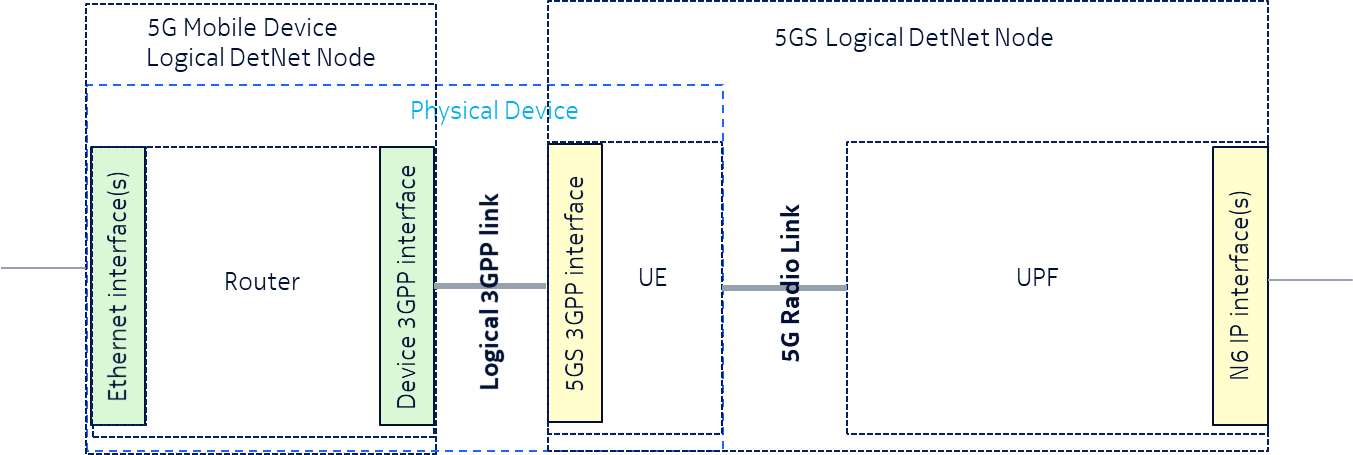 5G Mobile Device
Logical DetNet Node
5GS Logical DetNet Node
Physical Device
Ethernet interface(s)
Router
Device 3GPP interface
Logical 3GPP link
5GS 3GPP interface
UE
5G Radio Link
UPF
N6 IP interface(s)